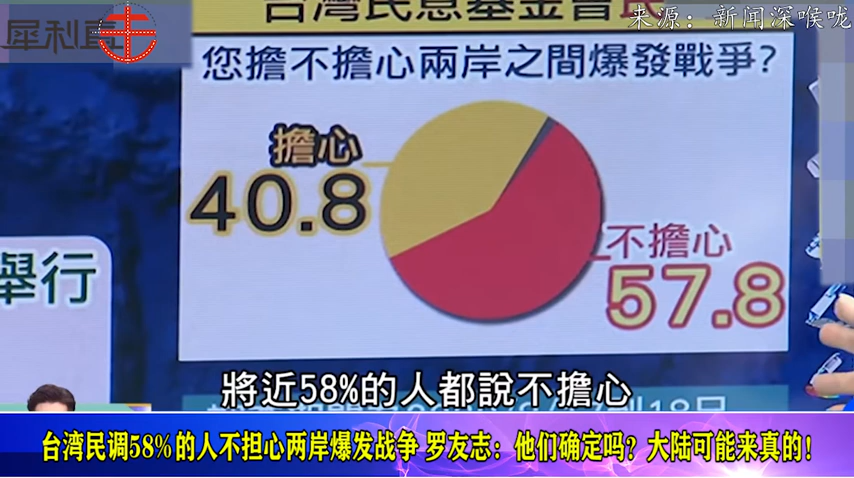 来源：新闻深喉咙
犀利直击
台灣民意基金會民
您擔不擔心兩岸之間爆發戰爭?
擔心
40.8
不擔心
57.8
舉行
將近58%的人都說不擔心
台湾民调58%的人不担心两岸爆发战争 罗友志：他们确定吗？大陆可能来真的！